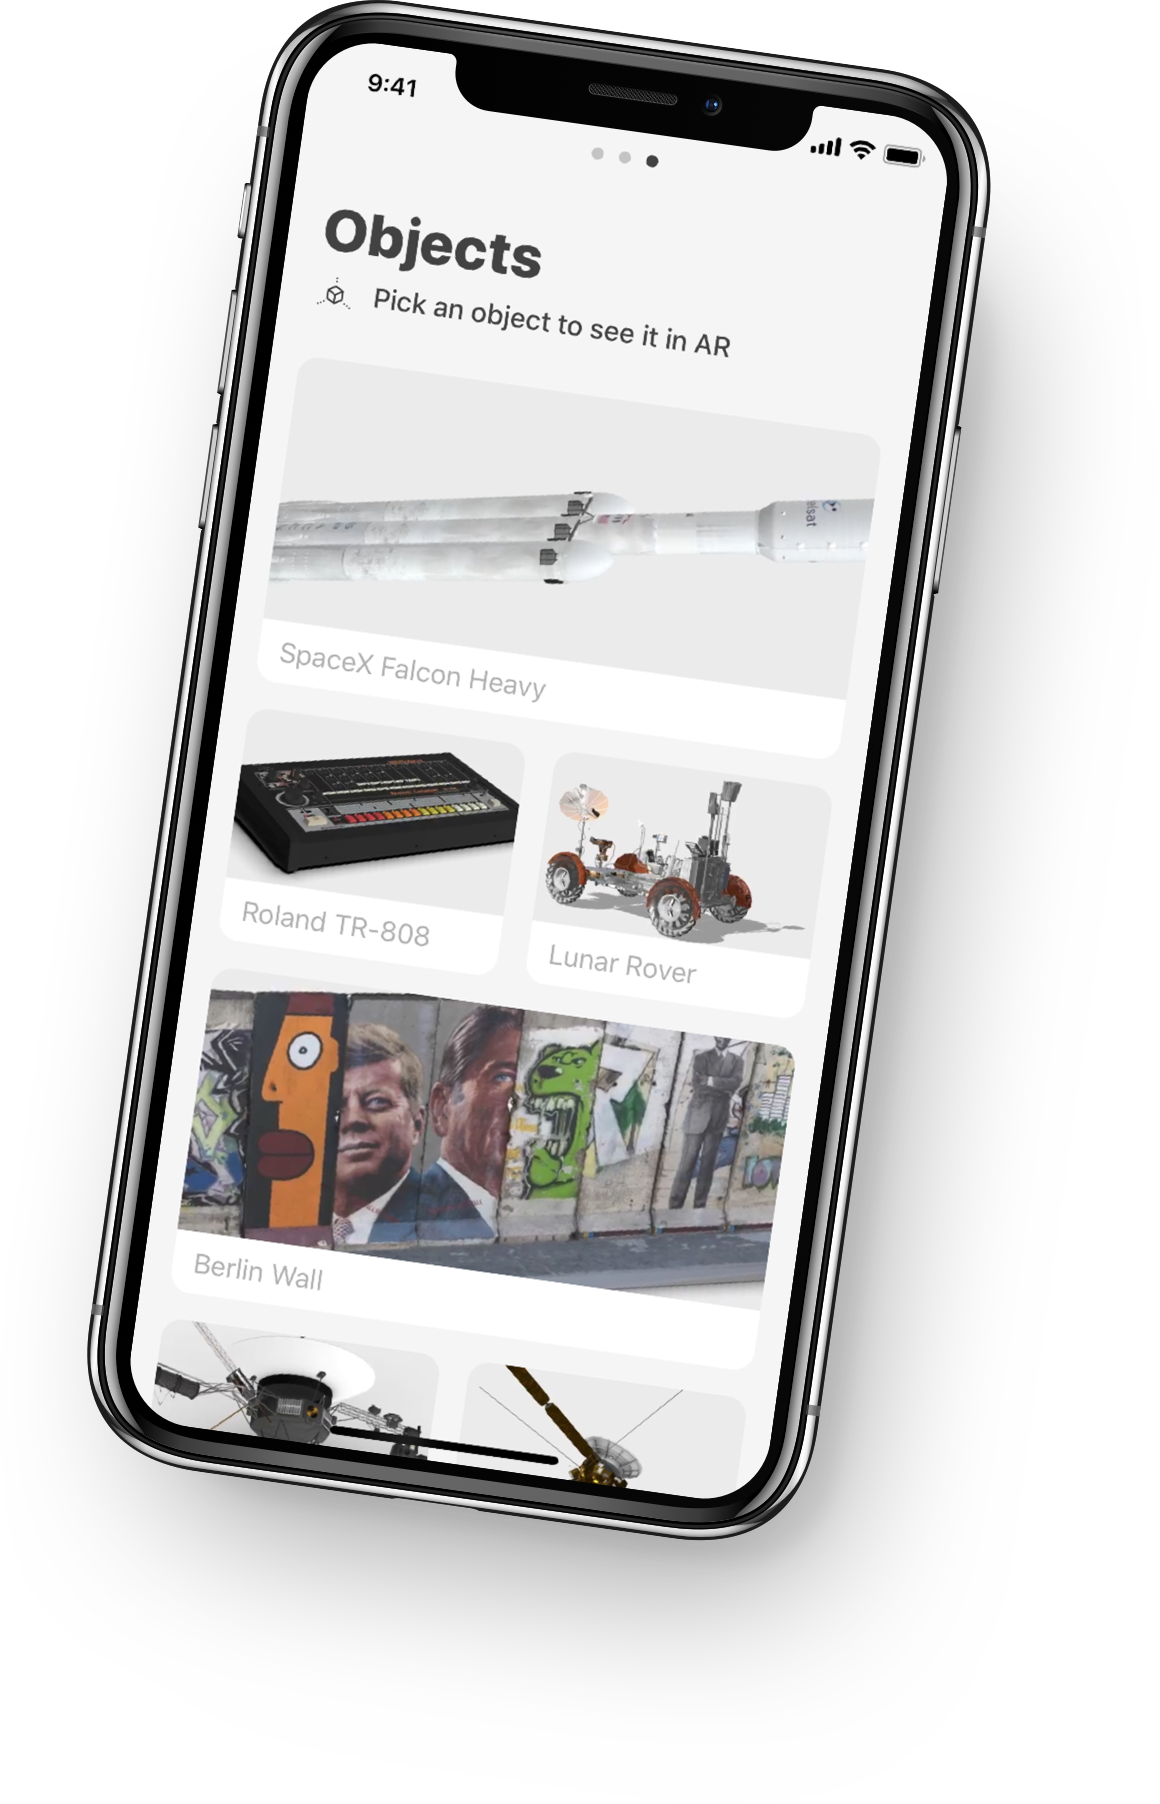 9:41
Objects
Pick an object to see it in AR
SpaceX Falcon Heavy
Roland TR-808
Lunar Rover
Berlin Wall